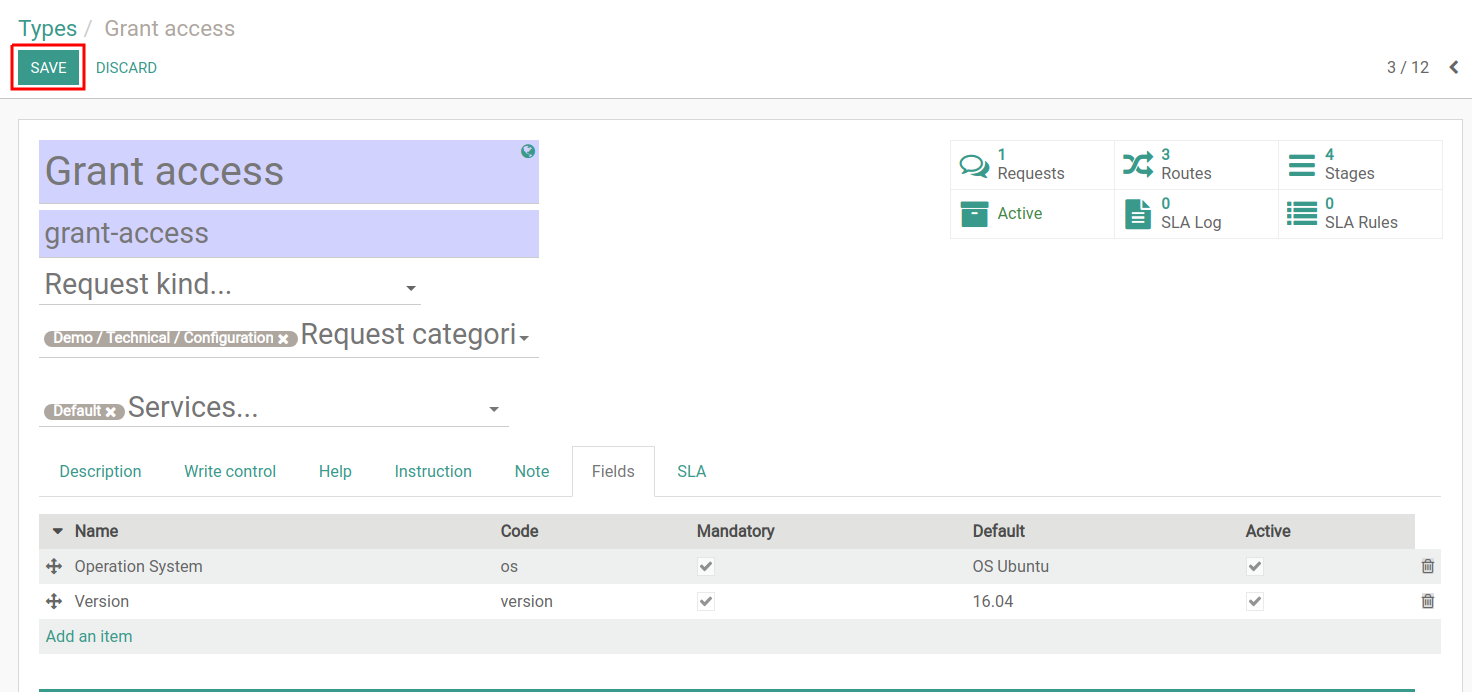 Types / Grant access
SAVE DISCARD 3 / 12
Grant access
grant-access
Request kind...
Demo / Technical / Configuration Request categori
Default Services...
1
Requests
3
Routes
4
Stages
Active
0
SLA Log
0
SLA Rules
Description Write control Help Instruction Note Fields SLA
Name Code Mandatory Default Active
Operation System os OS Ubuntu
Version version 16.04
Add an item